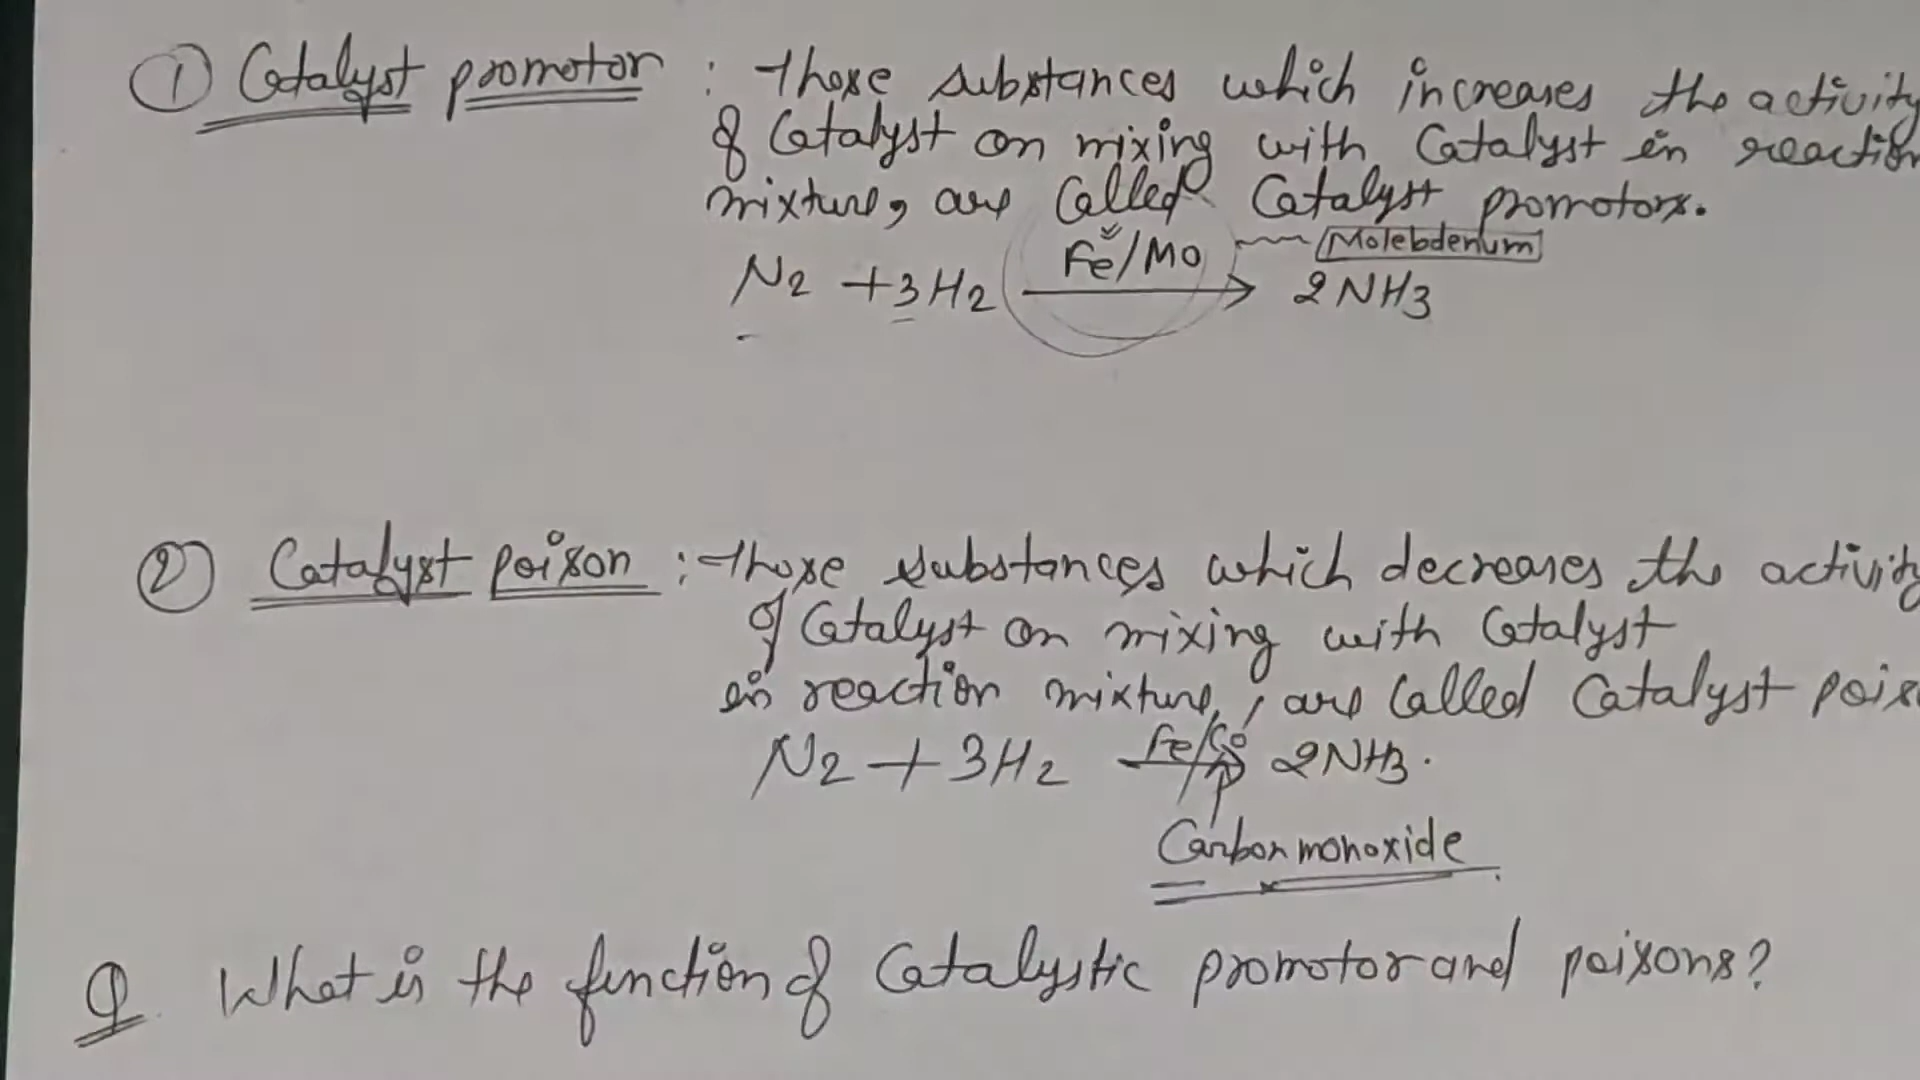 ① Catalyst promotor : those substances which increases the activity
of Catalyst on mixing with Catalyst in reaction
mixture, are Called Catalyst promotors.
Fe/Mo Molebdenum
N2 + 3H2 → 2NH3
② Catalyst poison : those substances which decreases the activity
of Catalyst on mixing with Catalyst
in reaction mixture, are Called Catalyst pois
N2 + 3H2 Fe/Co → 2NH3.
Carbon monoxide
Q What is the function of Catalystic promotor and poisons?